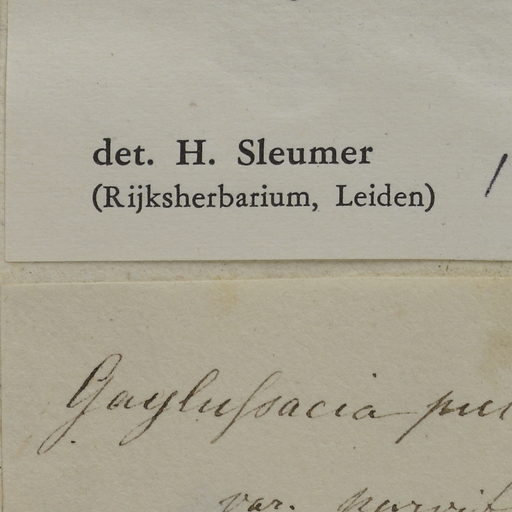 det. H. Sleumer
(Rijksherbarium, Leiden)
Gaylussacia
var.